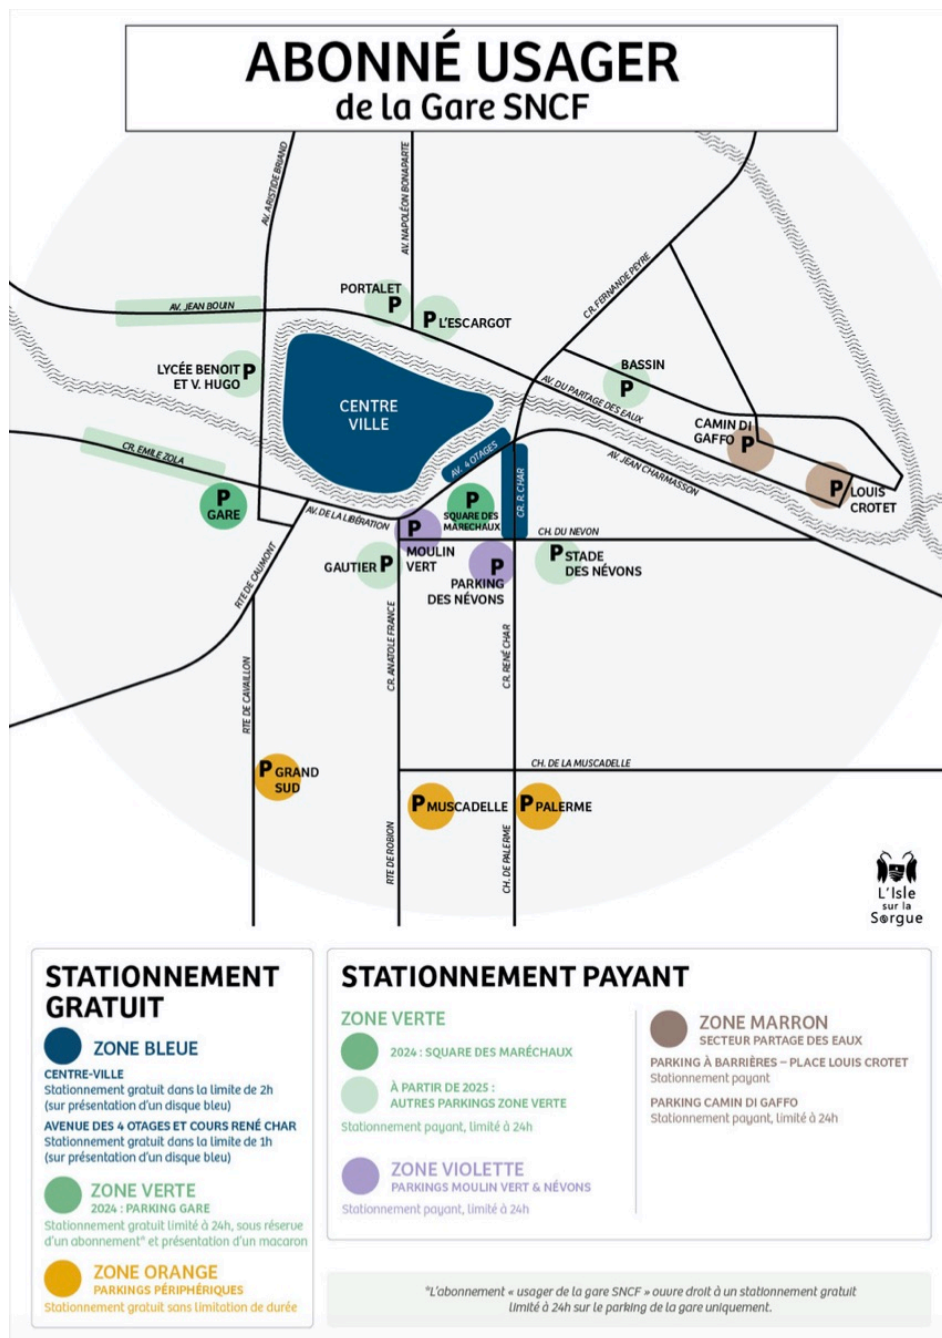 ABONNÉ USAGER
de la Gare SNCF
AV. ARISTIDE BRIAND
AV. NAPOLÉON BONAPARTE
CR. FERNANDE PEYRE
PORTALET
P
P L'ESCARGOT
AV. JEAN BOUIN
LYCÉE BENOIT P
ET V. HUGO
BASSIN
P
CENTRE
VILLE
AV. DU PARTAGE DES EAUX
CAMIN DI
GAFFO P
CR. EMILE ZOLA
AV. 4 OTAGES
CR. R. CHAR
AV. JEAN CHARMASSON
P LOUIS
CROTET
P
GARE
AV. DE LA LIBÉRATION
P
SQUARE DES
MARECHAUX
P
MOULIN
VERT
CH. DU NEVON
GAUTIER P
P
PARKING
DES NÉVONS
P STADE
DES NÉVONS
RTE DE CAUMONT
CR. ANATOLE FRANCE
CR. RENÉ CHAR
RTE DE CAVAILLON
CH. DE LA MUSCADELLE
P GRAND
SUD
P MUSCADELLE
P PALERME
RTE DE ROBION
CH. DE PALERME
L'Isle
sur la
Sorgue
STATIONNEMENT
GRATUIT
ZONE BLEUE
CENTRE-VILLE
Stationnement gratuit dans la limite de 2h
(sur présentation d'un disque bleu)
AVENUE DES 4 OTAGES ET COURS RENÉ CHAR
Stationnement gratuit dans la limite de 1h
(sur présentation d'un disque bleu)
ZONE VERTE
2024 : PARKING GARE
Stationnement gratuit limité à 24h, sous réserve
d'un abonnement* et présentation d'un macaron
ZONE ORANGE
PARKINGS PÉRIPHÉRIQUES
Stationnement gratuit sans limitation de durée
STATIONNEMENT PAYANT
ZONE VERTE
2024 : SQUARE DES MARÉCHAUX
À PARTIR DE 2025 :
AUTRES PARKINGS ZONE VERTE
Stationnement payant, limité à 24h
ZONE VIOLETTE
PARKINGS MOULIN VERT & NÉVONS
Stationnement payant, limité à 24h
ZONE MARRON
SECTEUR PARTAGE DES EAUX
PARKING À BARRIÈRES – PLACE LOUIS CROTET
Stationnement payant
PARKING CAMIN DI GAFFO
Stationnement payant, limité à 24h
*L'abonnement « usager de la gare SNCF » ouvre droit à un stationnement gratuit
limité à 24h sur le parking de la gare uniquement.